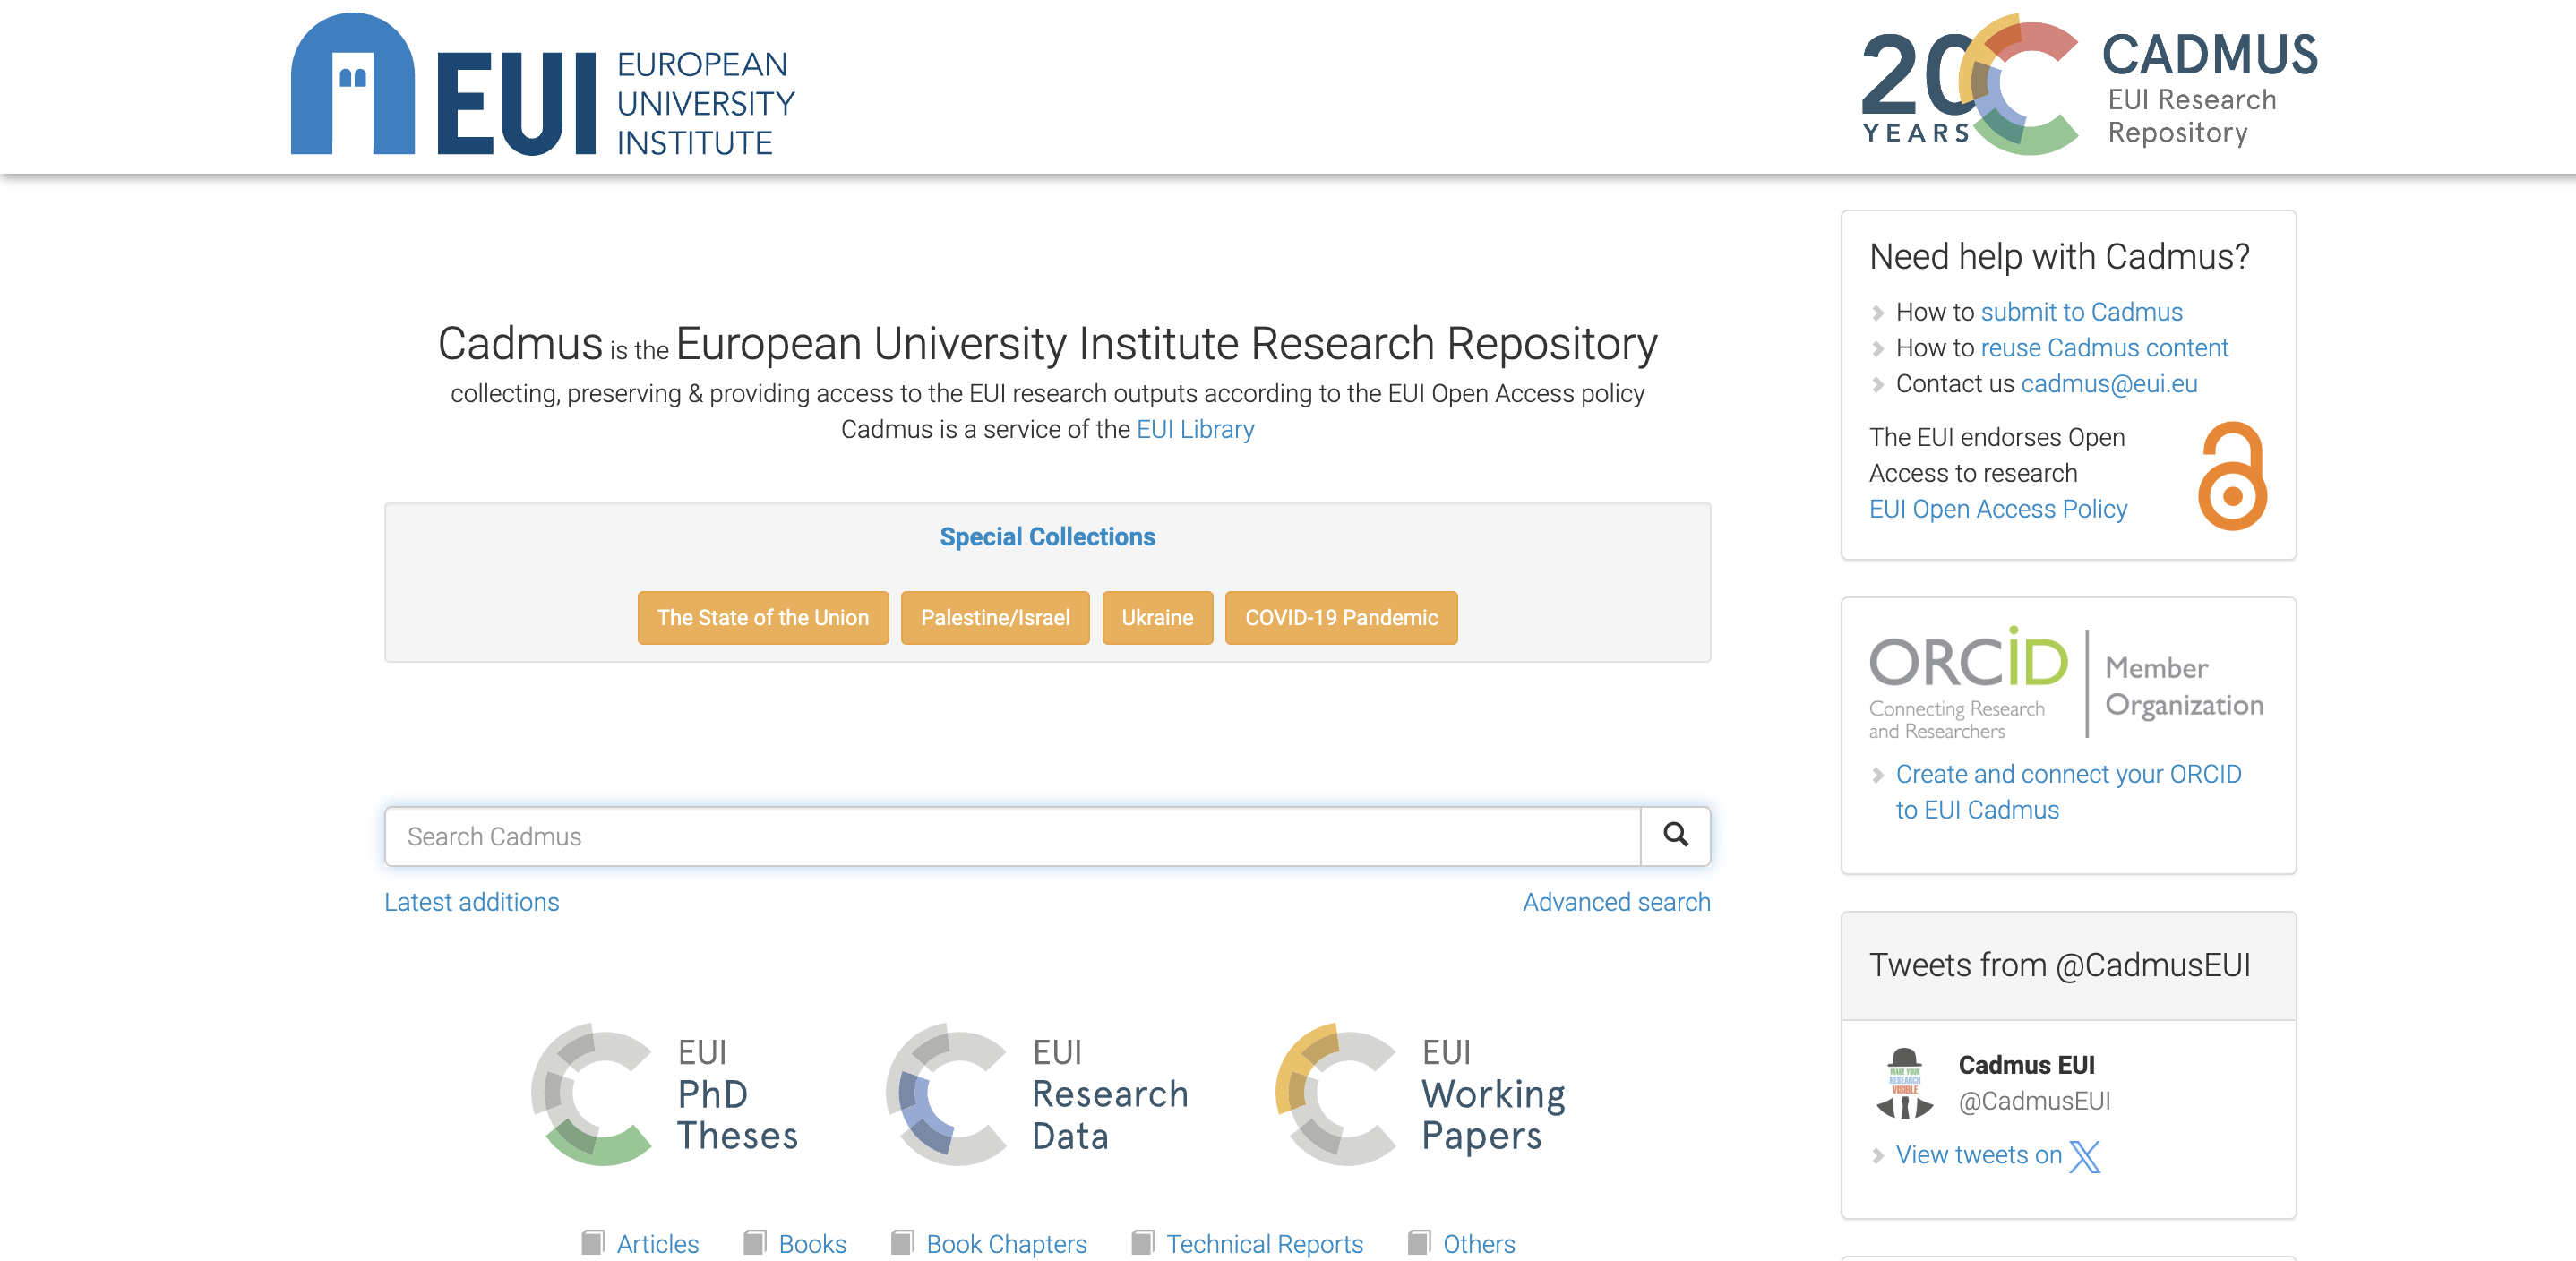 EUI
EUROPEAN
UNIVERSITY
INSTITUTE
20
YEARS
CADMUS
EUI Research
Repository
Cadmus is the European University Institute Research Repository
collecting, preserving & providing access to the EUI research outputs according to the EUI Open Access policy
Cadmus is a service of the EUI Library
Special Collections
The State of the Union
Palestine/Israel
Ukraine
COVID-19 Pandemic
Search Cadmus
Latest additions
Advanced search
EUI
PhD
Theses
EUI
Research
Data
EUI
Working
Papers
Articles
Books
Book Chapters
Technical Reports
Others
Need help with Cadmus?
How to submit to Cadmus
How to reuse Cadmus content
Contact us cadmus@eui.eu
The EUI endorses Open
Access to research
EUI Open Access Policy
ORCID
Connecting Research
and Researchers
Member
Organization
Create and connect your ORCID
to EUI Cadmus
Tweets from @CadmusEUI
MAKE YOUR
RESEARCH
VISIBLE
Cadmus EUI
@CadmusEUI
View tweets on X